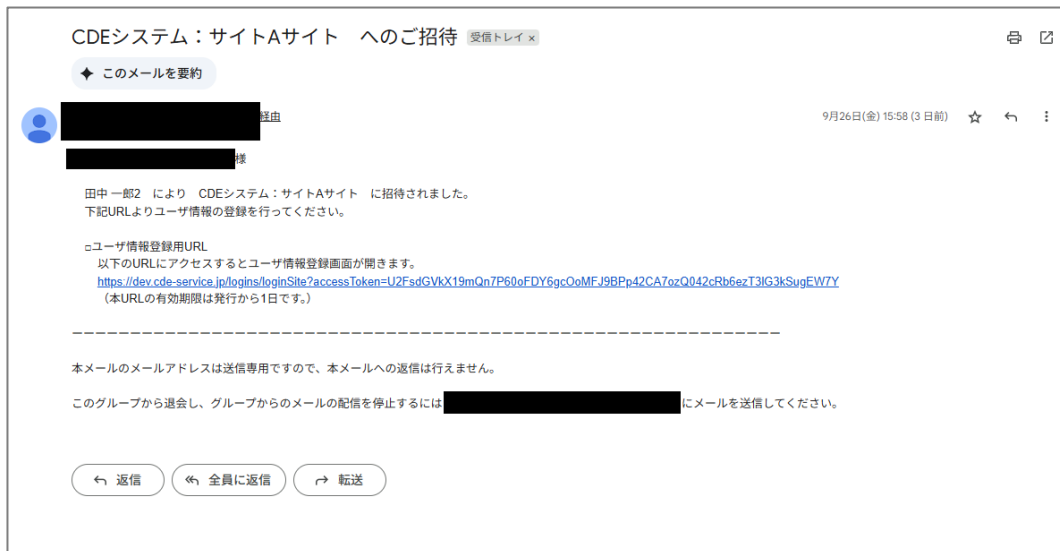 CDEシステム：サイトAサイト　へのご招待 受信トレイ ×
このメールを要約
経由 9月26日(金) 15:58 (3 日前)
様
田中 一郎2　により　CDEシステム：サイトAサイト　に招待されました。
下記URLよりユーザ情報の登録を行ってください。
□ユーザ情報登録用URL
以下のURLにアクセスするとユーザ情報登録画面が開きます。
https://dev.cde-service.jp/logins/loginSite?accessToken=U2FsdGVkX19mQn7P60oFDY6gcOoMFJ9BPp42CA7ozQ042cRb6ezT3IG3kSugEW7Y
（本URLの有効期限は発行から1日です。）
本メールのメールアドレスは送信専用ですので、本メールへの返信は行えません。
このグループから退会し、グループからのメールの配信を停止するには にメールを送信してください。
返信 全員に返信 転送